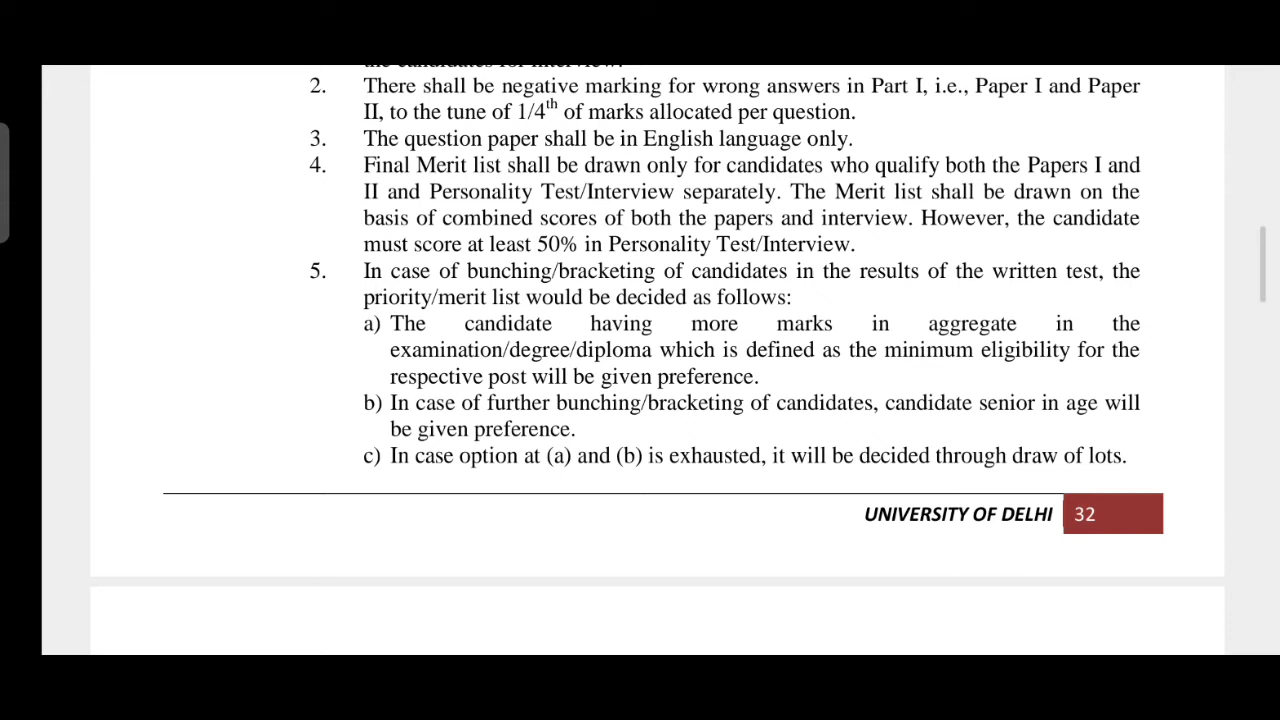 the candidates for interview.
2. There shall be negative marking for wrong answers in Part I, i.e., Paper I and Paper
II, to the tune of 1/4th of marks allocated per question.
3. The question paper shall be in English language only.
4. Final Merit list shall be drawn only for candidates who qualify both the Papers I and
II and Personality Test/Interview separately. The Merit list shall be drawn on the
basis of combined scores of both the papers and interview. However, the candidate
must score at least 50% in Personality Test/Interview.
5. In case of bunching/bracketing of candidates in the results of the written test, the
priority/merit list would be decided as follows:
a) The candidate having more marks in aggregate in the
examination/degree/diploma which is defined as the minimum eligibility for the
respective post will be given preference.
b) In case of further bunching/bracketing of candidates, candidate senior in age will
be given preference.
c) In case option at (a) and (b) is exhausted, it will be decided through draw of lots.
UNIVERSITY OF DELHI 32